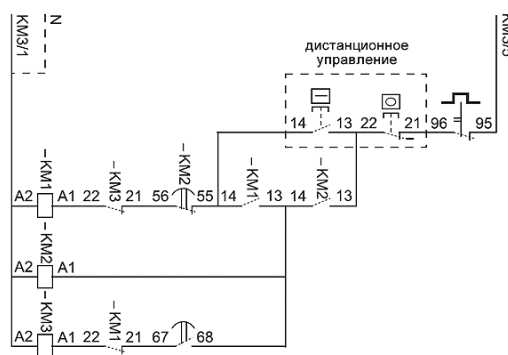 KM3/1
N
KM3/5
дистанционное
управление
14 13 22 21 96 95
–KM1
–KM3
–KM2
–KM1
–KM2
A2 A1 22 21 56 55 14 13 14 13
–KM2
A2 A1
–KM3
–KM1
A2 A1 22 21 67 68